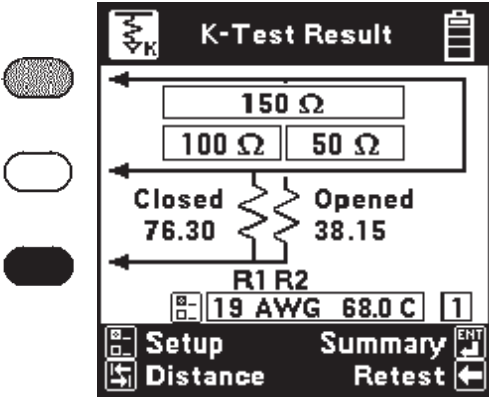 K
K-Test Result
150 Ω
100 Ω 50 Ω
Closed Opened
76.30 38.15
R1 R2
19 AWG 68.0 C 1
Setup Summary ENT
Distance Retest